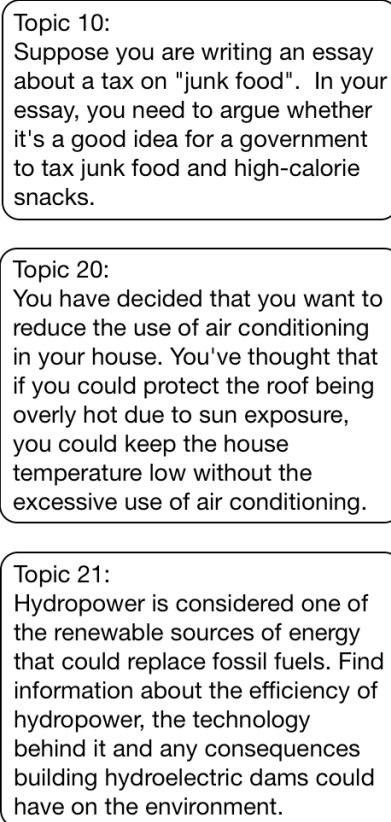 Topic 10:
Suppose you are writing an essay
about a tax on "junk food".  In your
essay, you need to argue whether
it's a good idea for a government
to tax junk food and high-calorie
snacks.
Topic 20:
You have decided that you want to
reduce the use of air conditioning
in your house. You've thought that
if you could protect the roof being
overly hot due to sun exposure,
you could keep the house
temperature low without the
excessive use of air conditioning.
Topic 21:
Hydropower is considered one of
the renewable sources of energy
that could replace fossil fuels. Find
information about the efficiency of
hydropower, the technology
behind it and any consequences
building hydroelectric dams could
have on the environment.